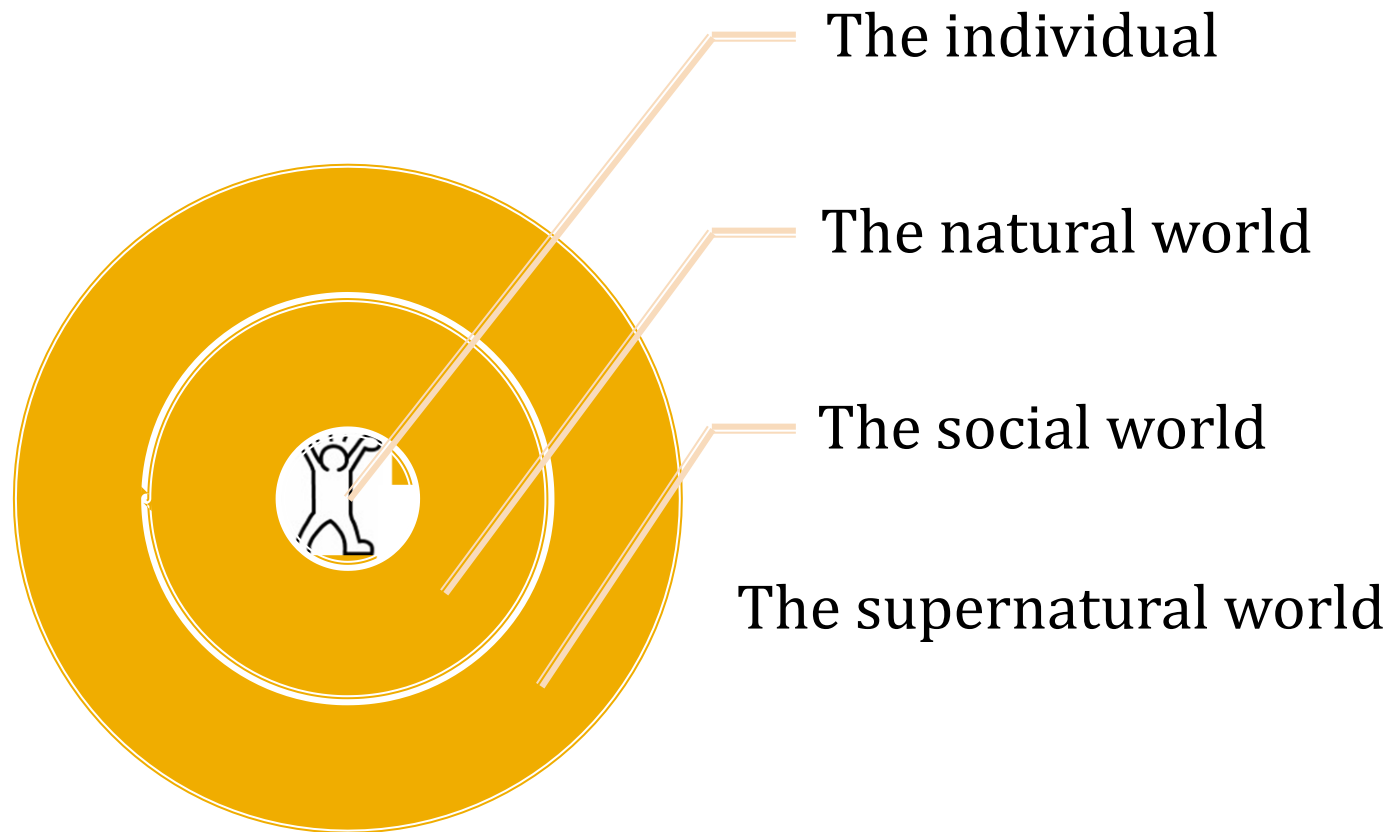 The individual
The natural world
The social world
The supernatural world